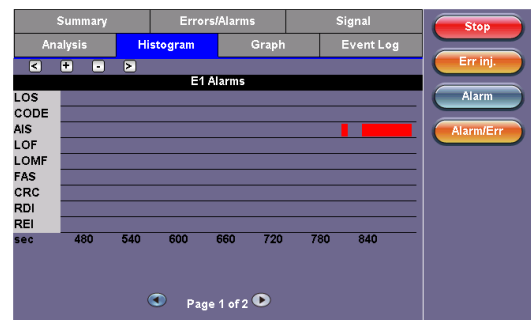 Summary Errors/Alarms Signal
Analysis Histogram Graph Event Log
< + - >
E1 Alarms
LOS
CODE
AIS
LOF
LOMF
FAS
CRC
RDI
REI
sec 480 540 600 660 720 780 840
Page 1 of 2
Stop
Err inj.
Alarm
Alarm/Err